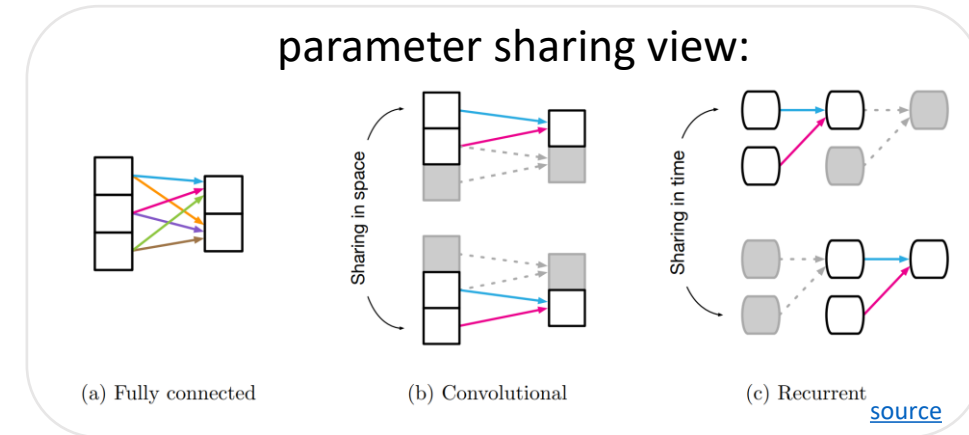 parameter sharing view:
Sharing in space
Sharing in time
(a) Fully connected
(b) Convolutional
(c) Recurrent
source